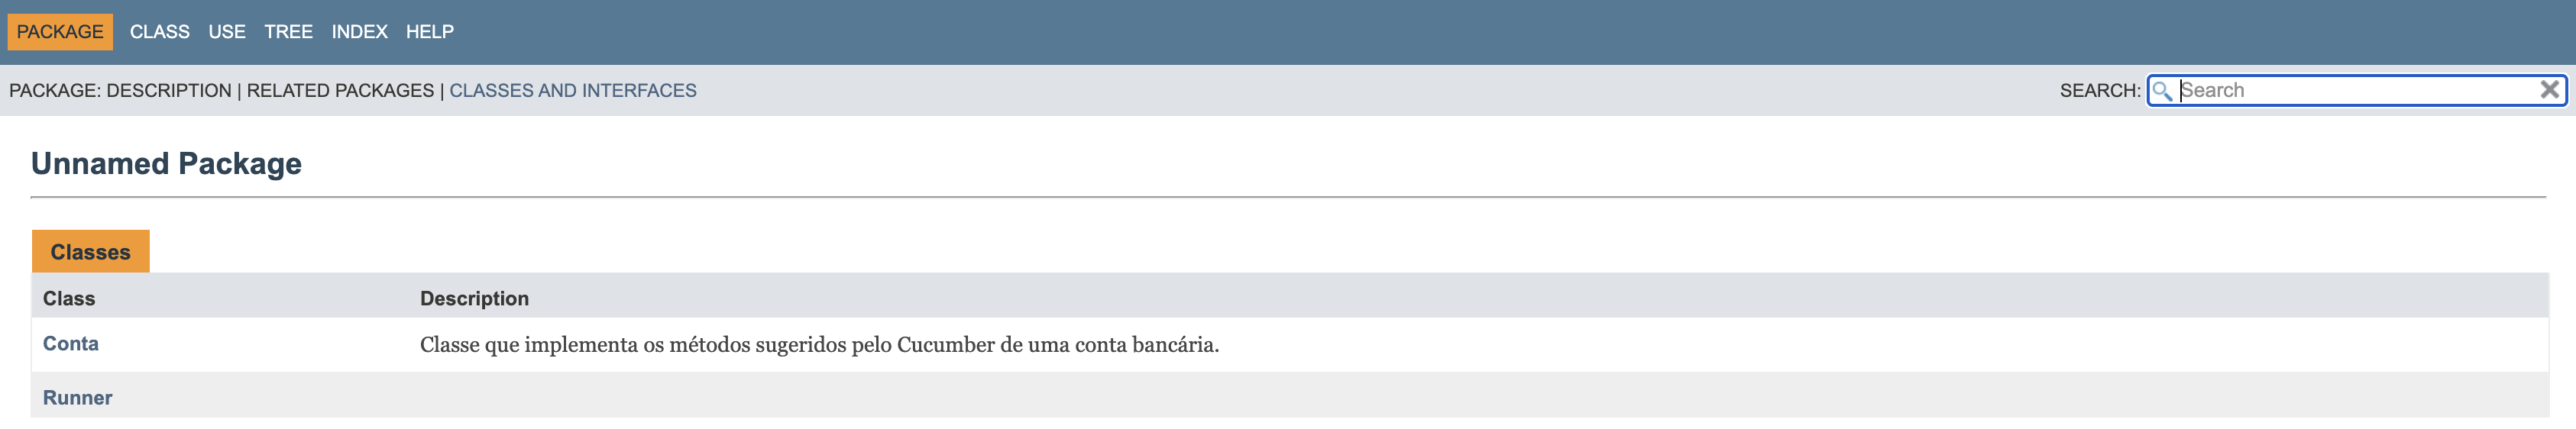 PACKAGE CLASS USE TREE INDEX HELP
PACKAGE: DESCRIPTION | RELATED PACKAGES | CLASSES AND INTERFACES SEARCH: Search
Unnamed Package
Classes
Class Description
Conta Classe que implementa os métodos sugeridos pelo Cucumber de uma conta bancária.
Runner